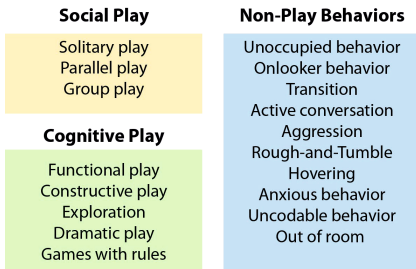 Social Play
Solitary play
Parallel play
Group play
Cognitive Play
Functional play
Constructive play
Exploration
Dramatic play
Games with rules
Non-Play Behaviors
Unoccupied behavior
Onlooker behavior
Transition
Active conversation
Aggression
Rough-and-Tumble
Hovering
Anxious behavior
Uncodable behavior
Out of room